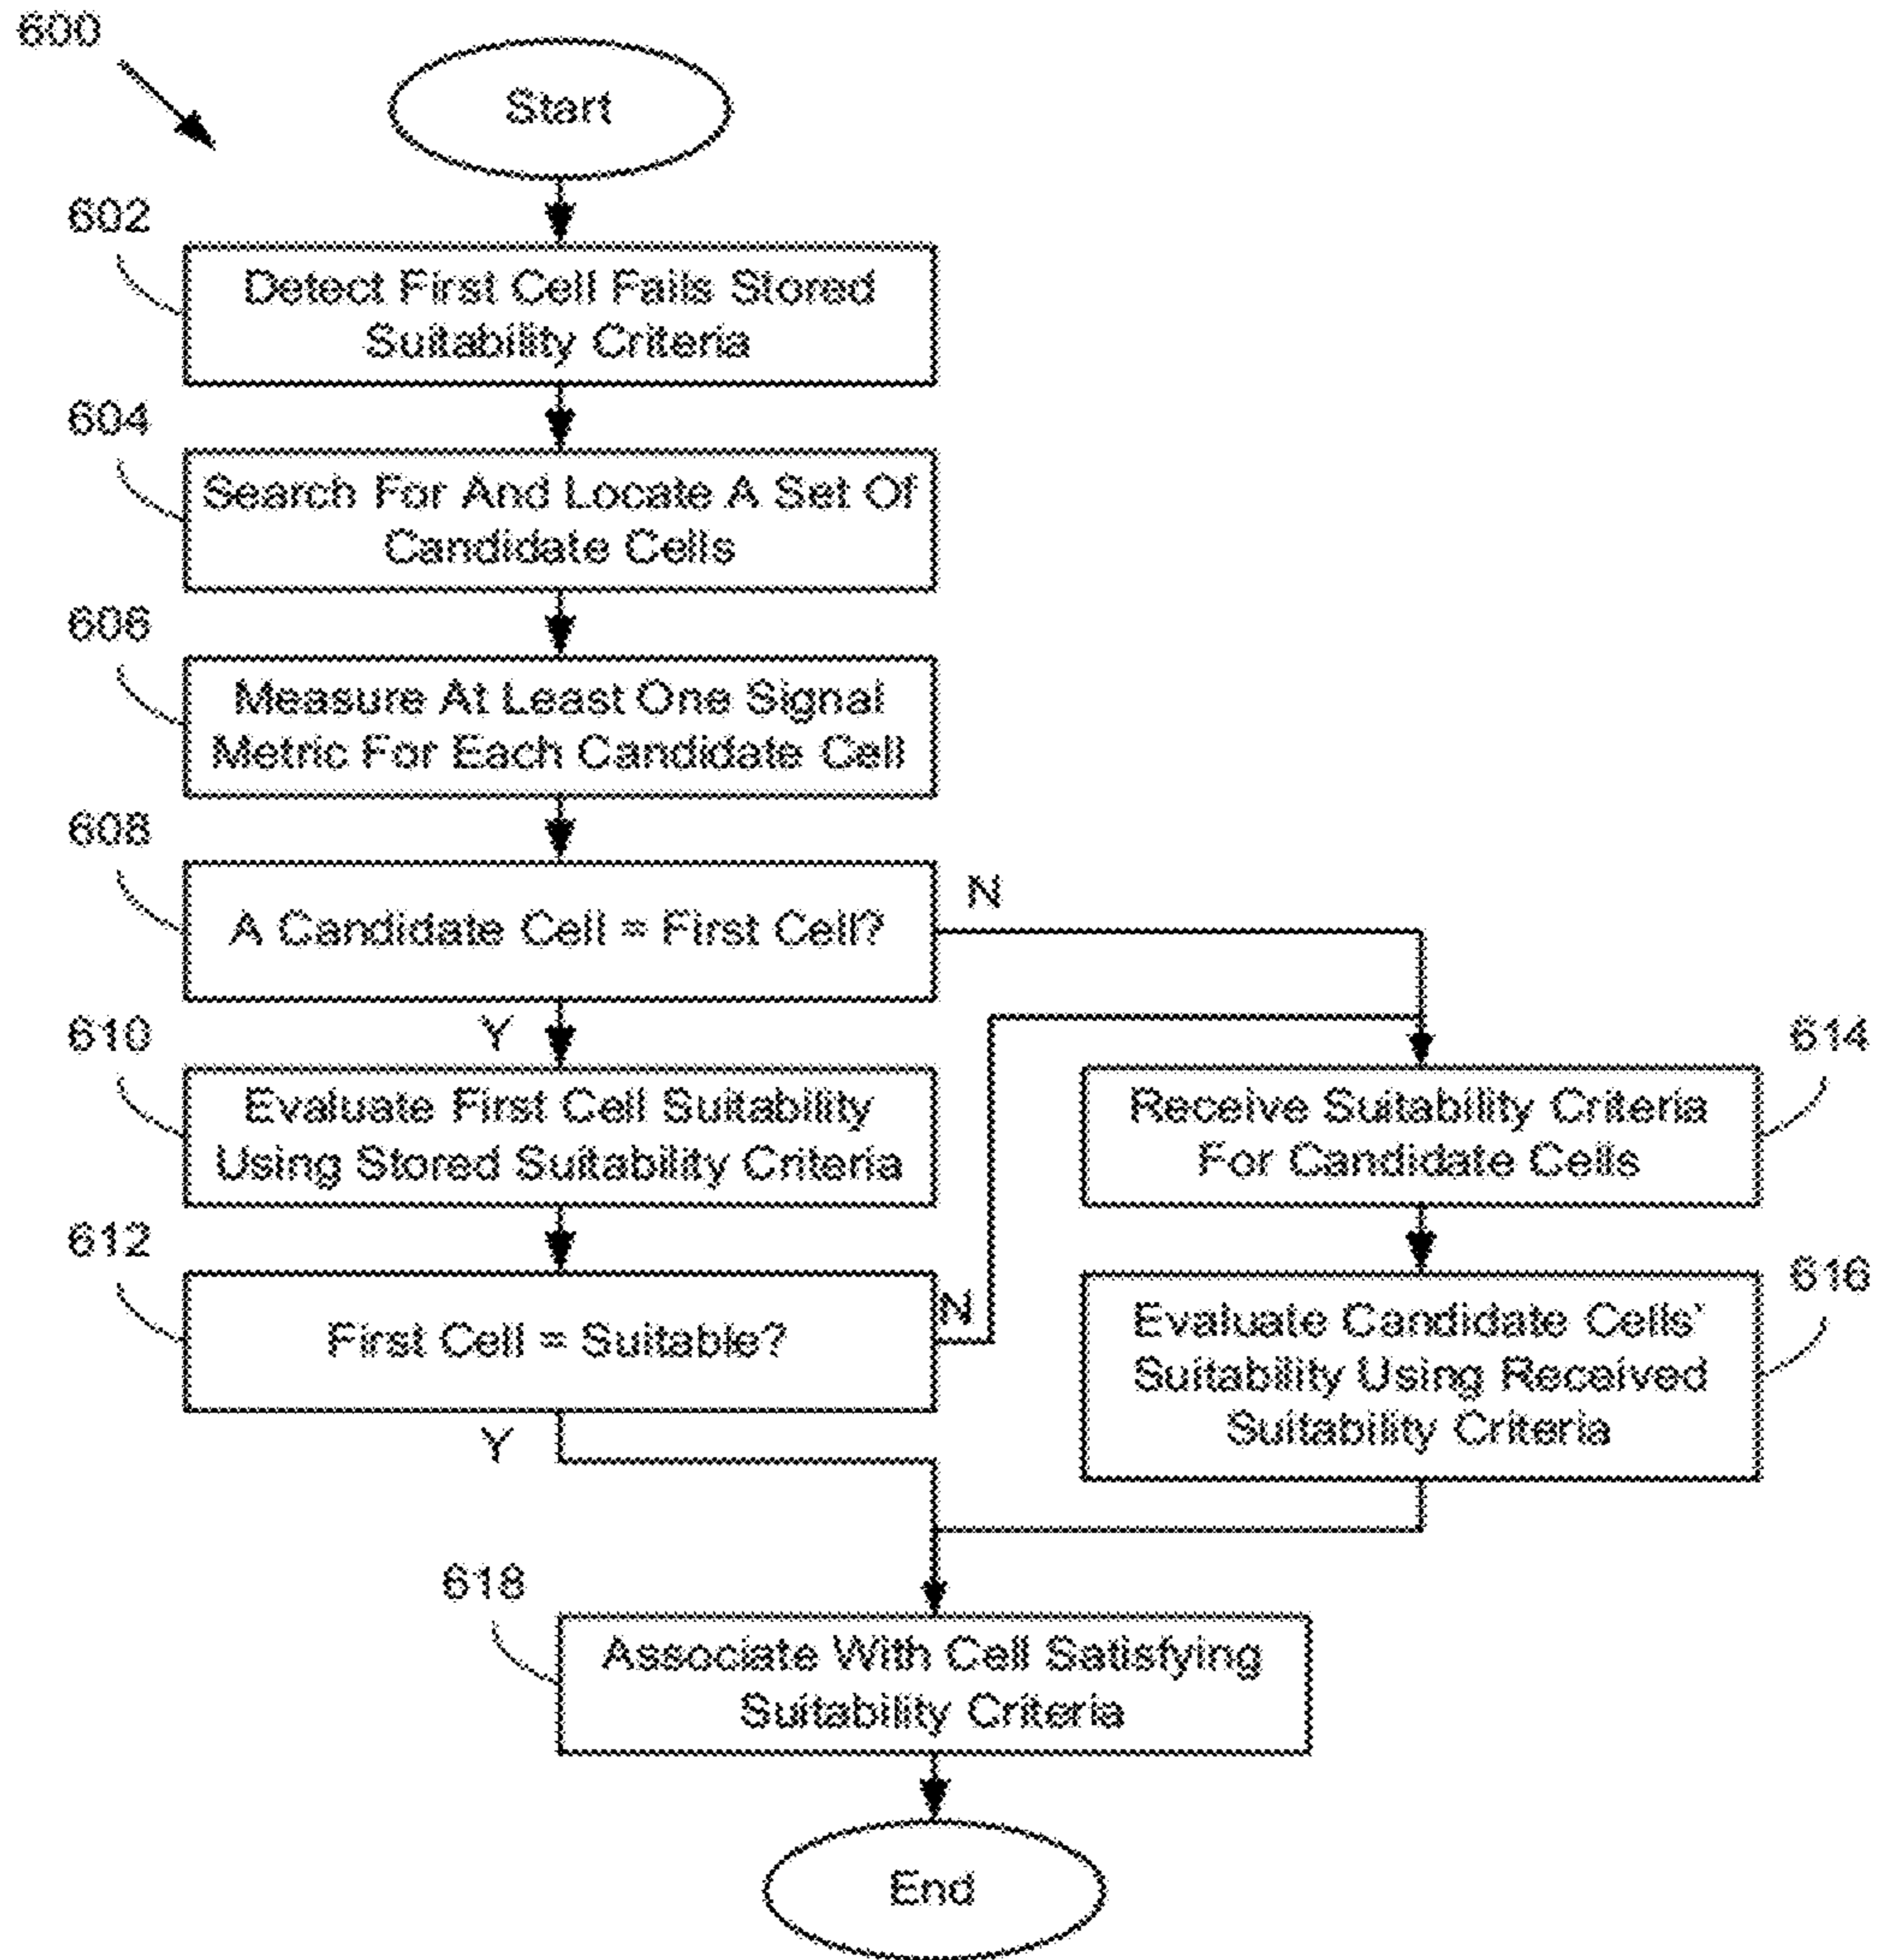 600
Start
602
Detect First Cell Fails Stored
Suitability Criteria
604
Search For And Locate A Set Of
Candidate Cells
606
Measure At Least One Signal
Metric For Each Candidate Cell
608
A Candidate Cell = First Cell?
N
Y
610
Evaluate First Cell Suitability
Using Stored Suitability Criteria
614
Receive Suitability Criteria
For Candidate Cells
612
First Cell = Suitable?
N
Y
616
Evaluate Candidate Cells'
Suitability Using Received
Suitability Criteria
618
Associate With Cell Satisfying
Suitability Criteria
End